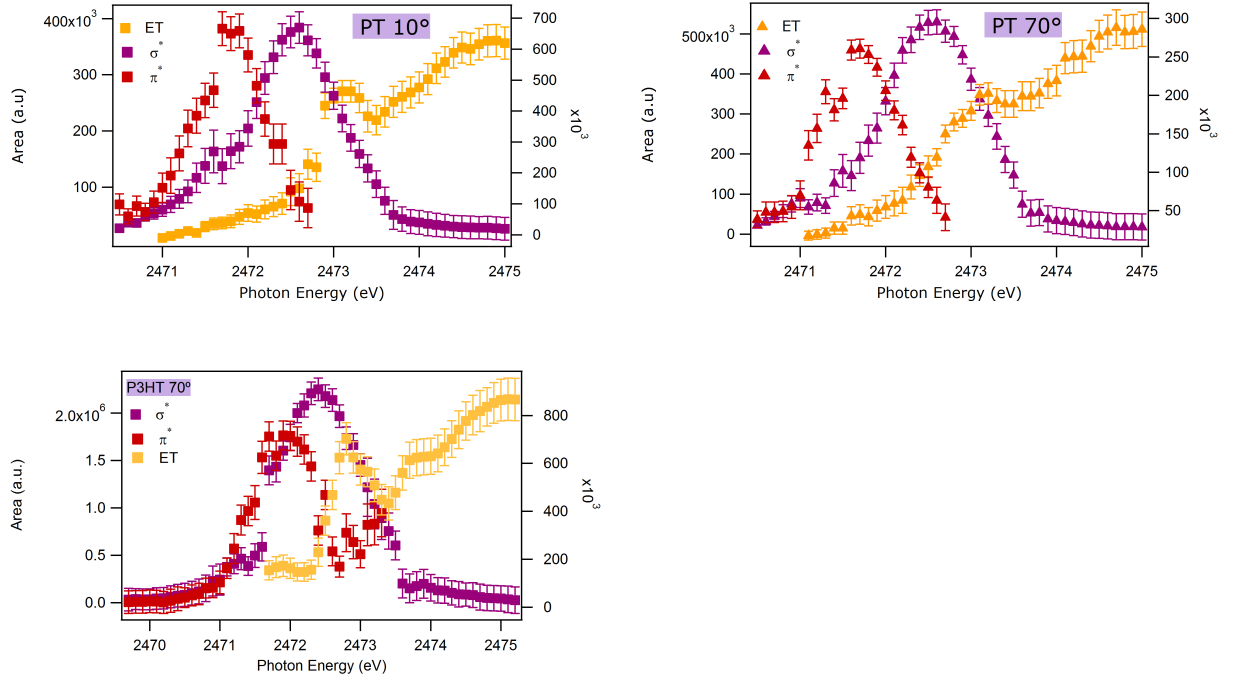 PT 10º
ET
σ*
π*
400x10³
300
200
100
Area (a.u)
700
600
500
400
300
200
100
0
x10³
2471 2472 2473 2474 2475
Photon Energy (eV)
PT 70º
ET
σ*
π*
500x10³
400
300
200
100
0
Area (a.u)
300
250
200
150
100
50
x10³
2471 2472 2473 2474 2475
Photon Energy (eV)
P3HT 70º
σ*
π*
ET
2.0x10⁶
1.5
1.0
0.5
0.0
Area (a.u.)
800
600
400
200
0
x10³
2470 2471 2472 2473 2474 2475
Photon Energy (eV)